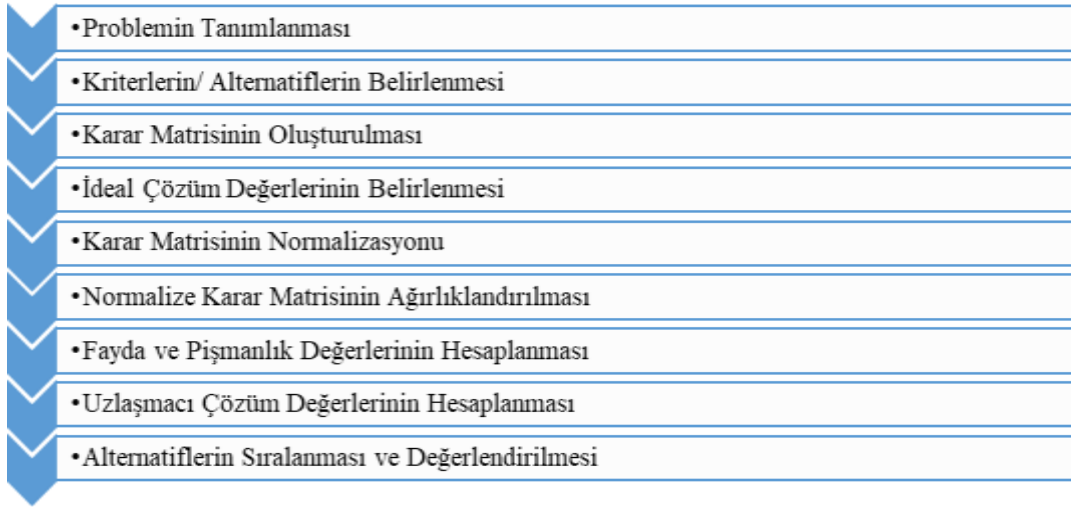 •Problemin Tanımlanması
•Kriterlerin/ Alternatiflerin Belirlenmesi
•Karar Matrisinin Oluşturulması
•İdeal Çözüm Değerlerinin Belirlenmesi
•Karar Matrisinin Normalizasyonu
•Normalize Karar Matrisinin Ağırlıklandırılması
•Fayda ve Pişmanlık Değerlerinin Hesaplanması
•Uzlaşmacı Çözüm Değerlerinin Hesaplanması
•Alternatiflerin Sıralanması ve Değerlendirilmesi